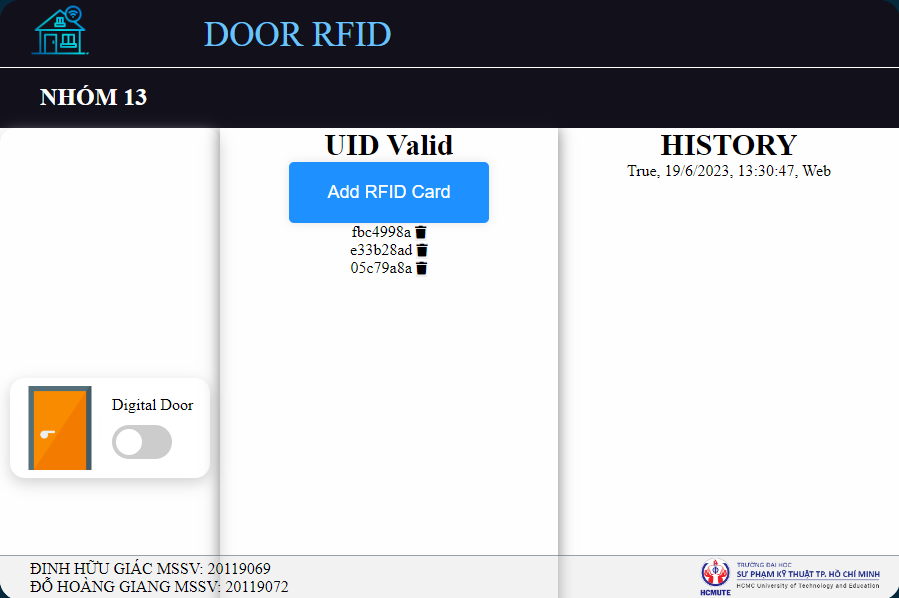 DOOR RFID
NHÓM 13
UID Valid
Add RFID Card
fbc4998a
e33b28ad
05c79a8a
HISTORY
True, 19/6/2023, 13:30:47, Web
Digital Door
ĐINH HỮU GIÁC MSSV: 20119069
ĐỖ HOÀNG GIANG MSSV: 20119072
HCMUTE
TRƯỜNG ĐẠI HỌC
SƯ PHẠM KỸ THUẬT TP. HỒ CHÍ MINH
HCMC University of Technology and Education